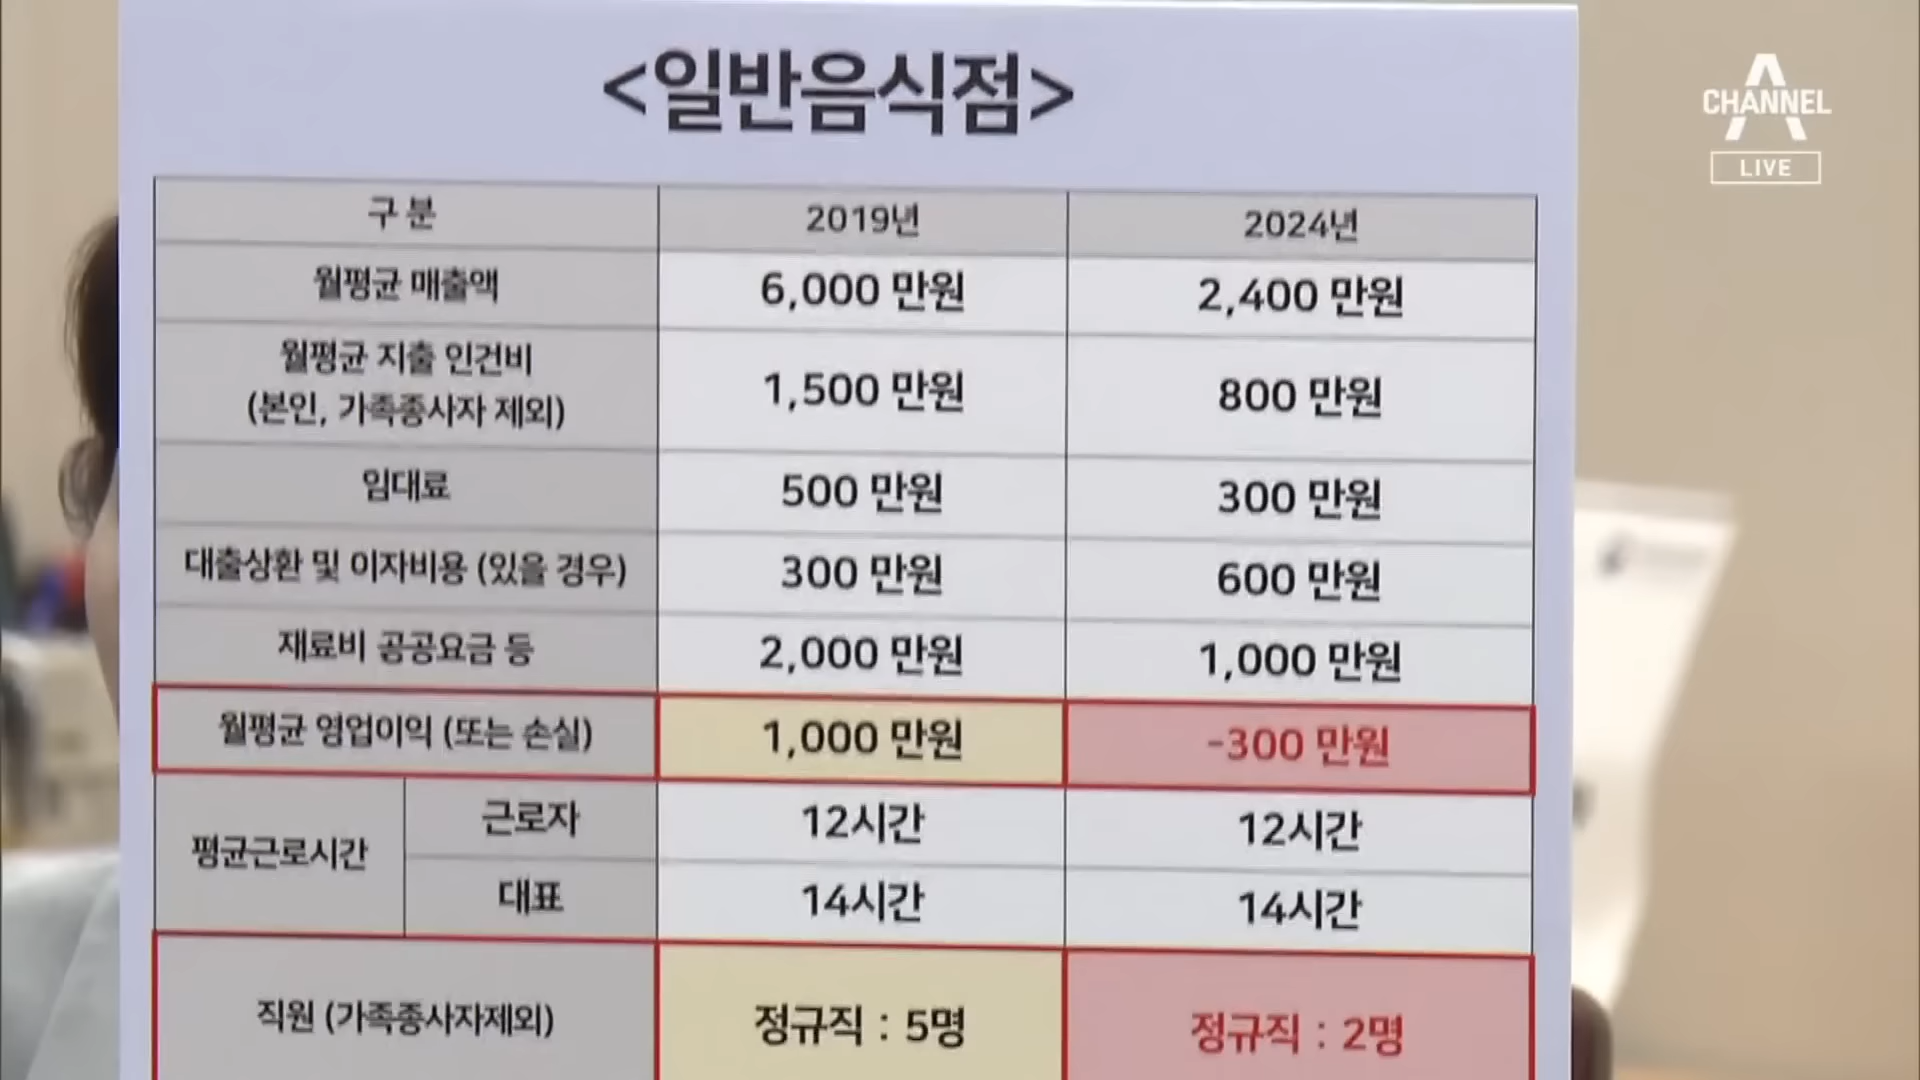 <일반음식점>
CHANNEL A
LIVE
구 분 2019년 2024년
월평균 매출액 6,000 만원 2,400 만원
월평균 지출 인건비
(본인, 가족종사자 제외) 1,500 만원 800 만원
임대료 500 만원 300 만원
대출상환 및 이자비용 (있을 경우) 300 만원 600 만원
재료비 공공요금 등 2,000 만원 1,000 만원
월평균 영업이익 (또는 손실) 1,000 만원 -300 만원
평균근로시간 근로자 12시간 12시간
대표 14시간 14시간
직원 (가족종사자제외) 정규직 : 5명 정규직 : 2명